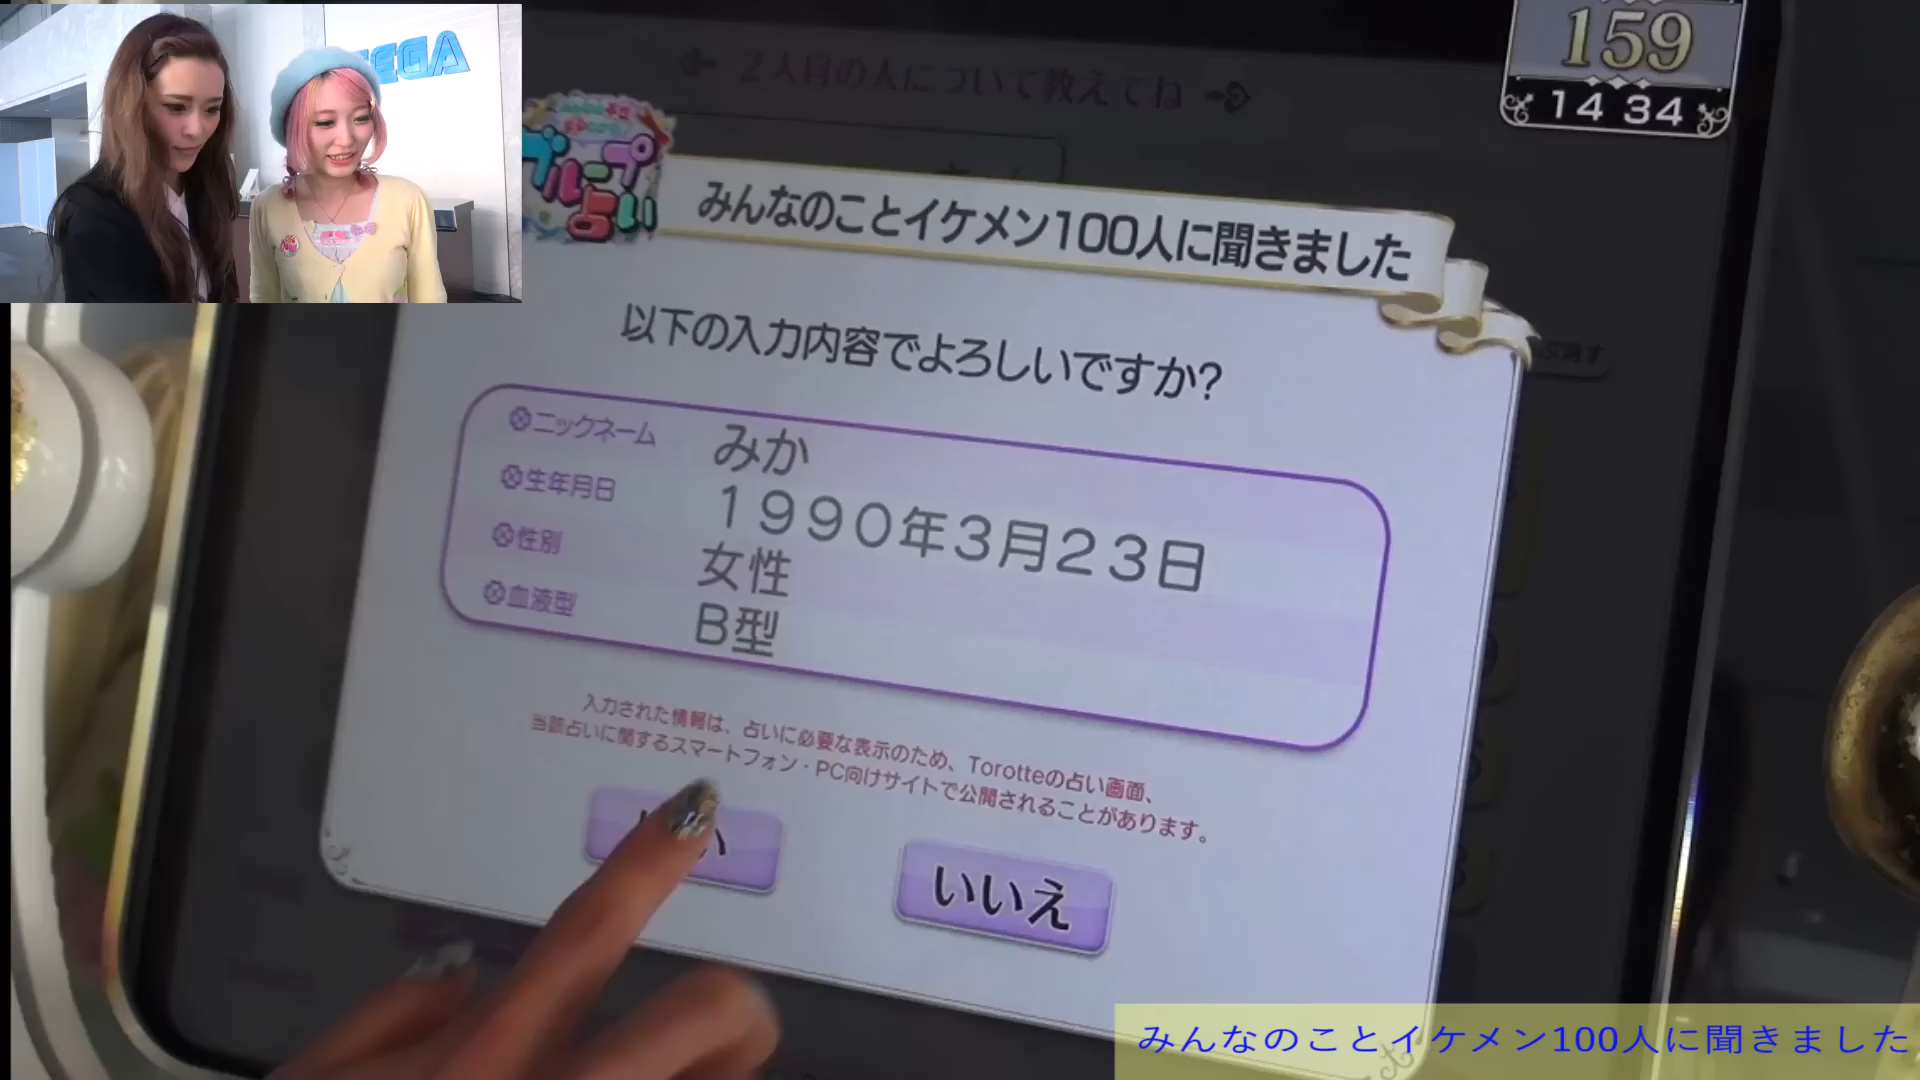 SEGA
159
14 34
2人目の人について教えてね
グループ占い
みんなのことイケメン100人に聞きました
以下の入力内容でよろしいですか?
ニックネーム みか
生年月日 1990年3月23日
性別 女性
血液型 B型
入力された情報は、占いに必要な表示のため、Torotteの占い画面、
当該占いに関するスマートフォン・PC向けサイトで公開されることがあります。
いいえ
みんなのことイケメン100人に聞きました